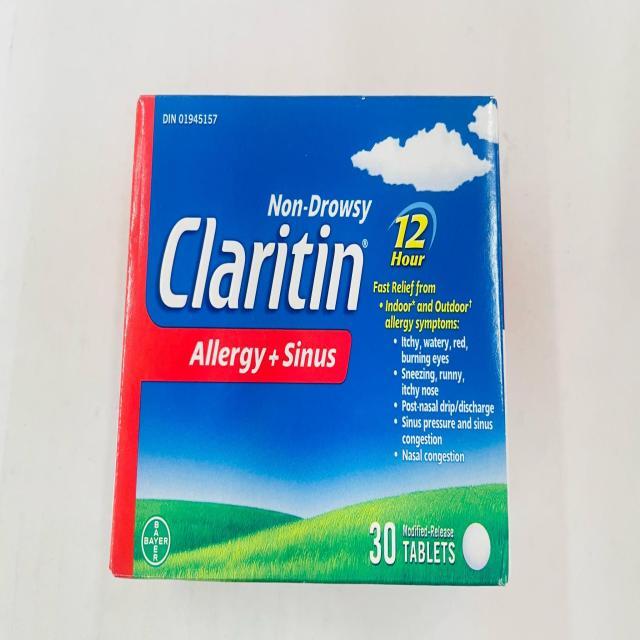 DIN 01945157
Non-Drowsy
Claritin®
Allergy + Sinus
12
Hour
Fast Relief from
• Indoor* and Outdoor†
allergy symptoms:
• Itchy, watery, red,
burning eyes
• Sneezing, runny,
itchy nose
• Post-nasal drip/discharge
• Sinus pressure and sinus
congestion
• Nasal congestion
BAYER
BAYER
30 Modified-Release
TABLETS